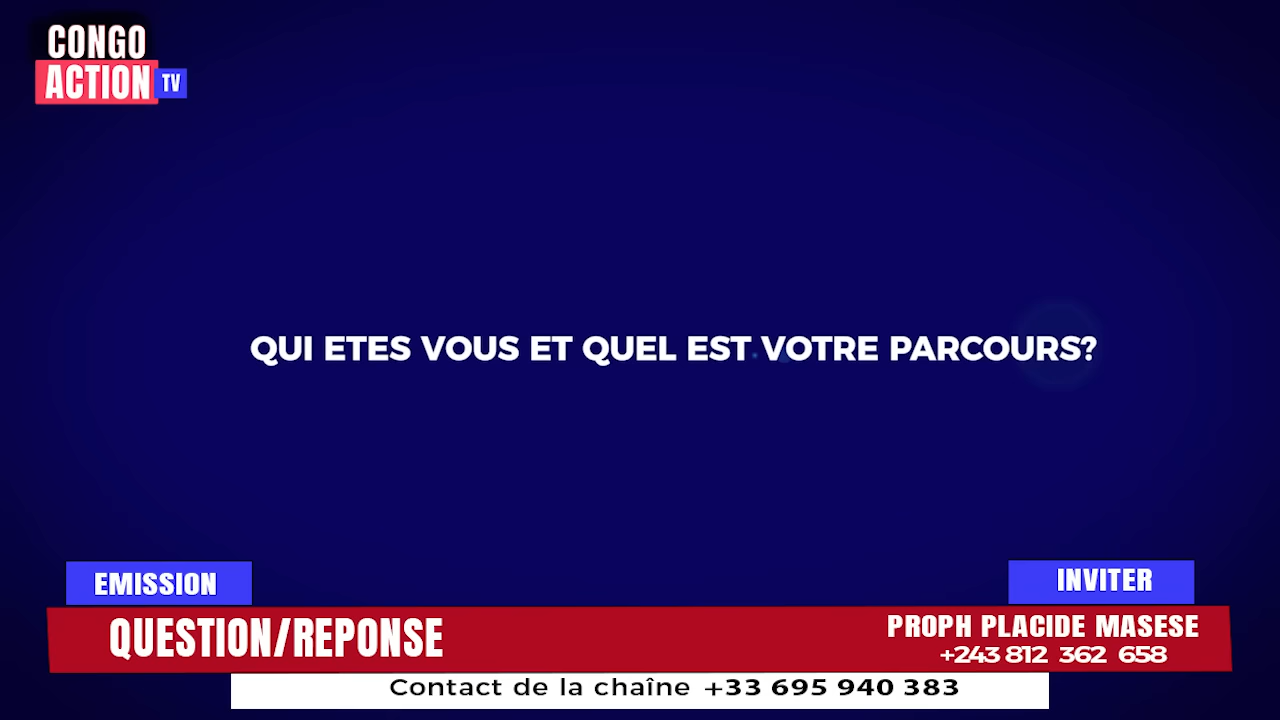 CONGO
ACTION TV
QUI ETES VOUS ET QUEL EST VOTRE PARCOURS?
EMISSION
INVITER
QUESTION/REPONSE
PROPH PLACIDE MASESE
+243 812 362 658
Contact de la chaîne +33 695 940 383